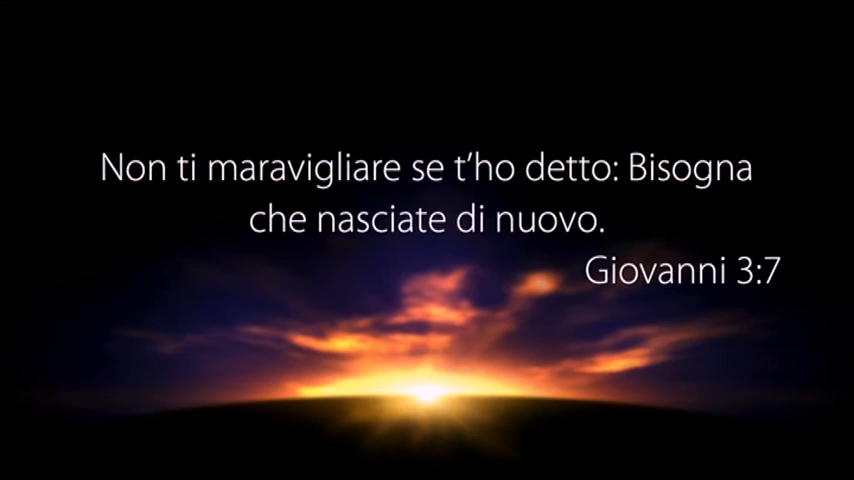 Non ti maravigliare se t’ho detto: Bisogna
che nasciate di nuovo.
Giovanni 3:7